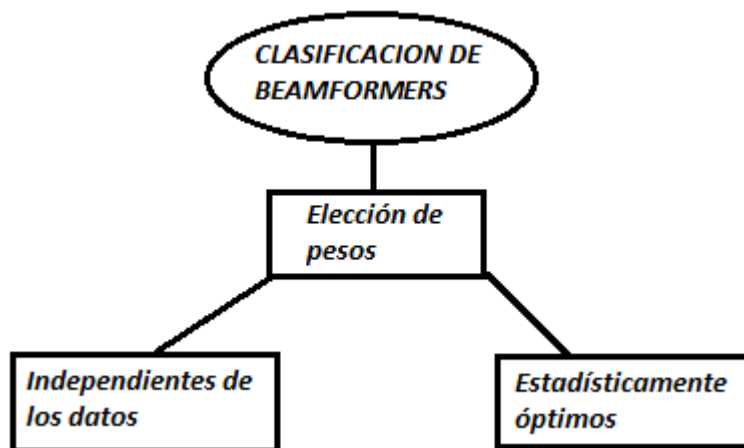 CLASIFICACION DE
BEAMFORMERS
Elección de
pesos
Independientes de
los datos
Estadísticamente
óptimos